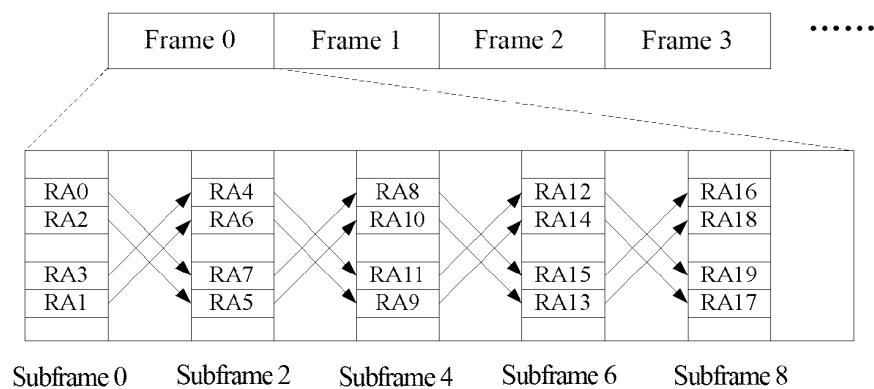 Frame 0 Frame 1 Frame 2 Frame 3 ......
RA0 RA4 RA8 RA12 RA16
RA2 RA6 RA10 RA14 RA18
RA3 RA7 RA11 RA15 RA19
RA1 RA5 RA9 RA13 RA17
Subframe 0 Subframe 2 Subframe 4 Subframe 6 Subframe 8